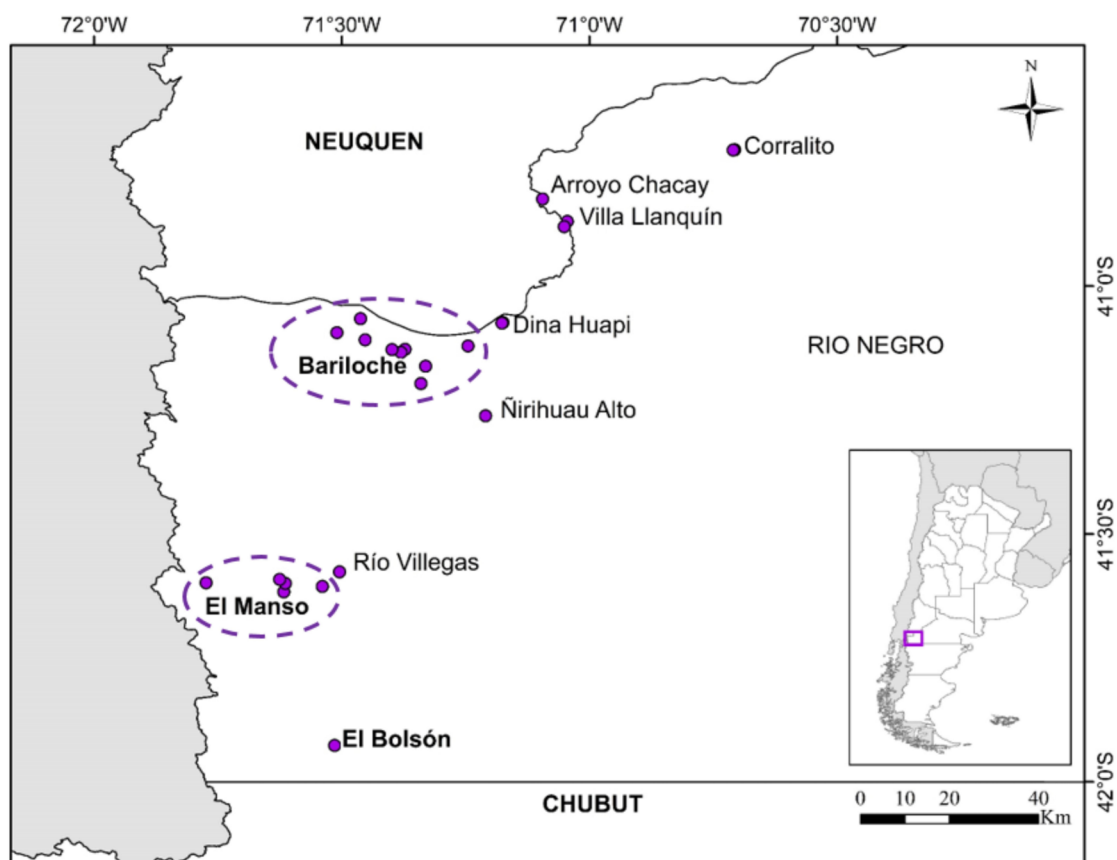 72°0'W
71°30'W
71°0'W
70°30'W
N
NEUQUEN
Corralito
Arroyo Chacay
Villa Llanquín
41°0'S
Dina Huapi
RIO NEGRO
Bariloche
Ñirihuau Alto
41°30'S
Río Villegas
El Manso
El Bolsón
42°0'S
CHUBUT
0 10 20 40
Km